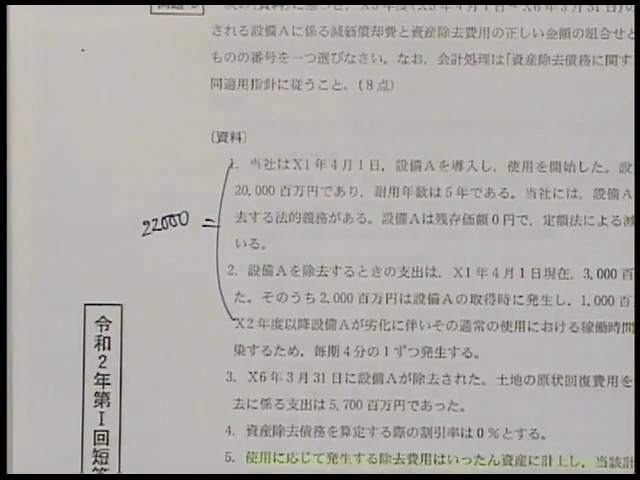 される設備Aに係る減価償却費と資産除去費用の正しい金額の組合せと
ものの番号を一つ選びなさい。なお、会計処理は「資産除去債務に関す
同適用指針に従うこと。(8点)
(資料)
1. 当社はX1年4月1日, 設備Aを導入し, 使用を開始した。設
20,000百万円であり, 耐用年数は5年である。当社には, 設備A
去する法的義務がある。設備Aは残存価額0円で, 定額法による減
いる。
22000 =
2. 設備Aを除去するときの支出は, X1年4月1日現在, 3,000百
た。そのうち2,000百万円は設備Aの取得時に発生し, 1,000百
X2年度以降設備Aが劣化に伴いその通常の使用における稼働時間
染するため, 毎期4分の1ずつ発生する。
3. X6年3月31日に設備Aが除去された。土地の原状回復費用を
去に係る支出は5,700百万円であった。
4. 資産除去債務を算定する際の割引率は0%とする。
5. 使用に応じて発生する除去費用はいったん資産に計上し, 当該計
令和2年第Ⅰ回短答